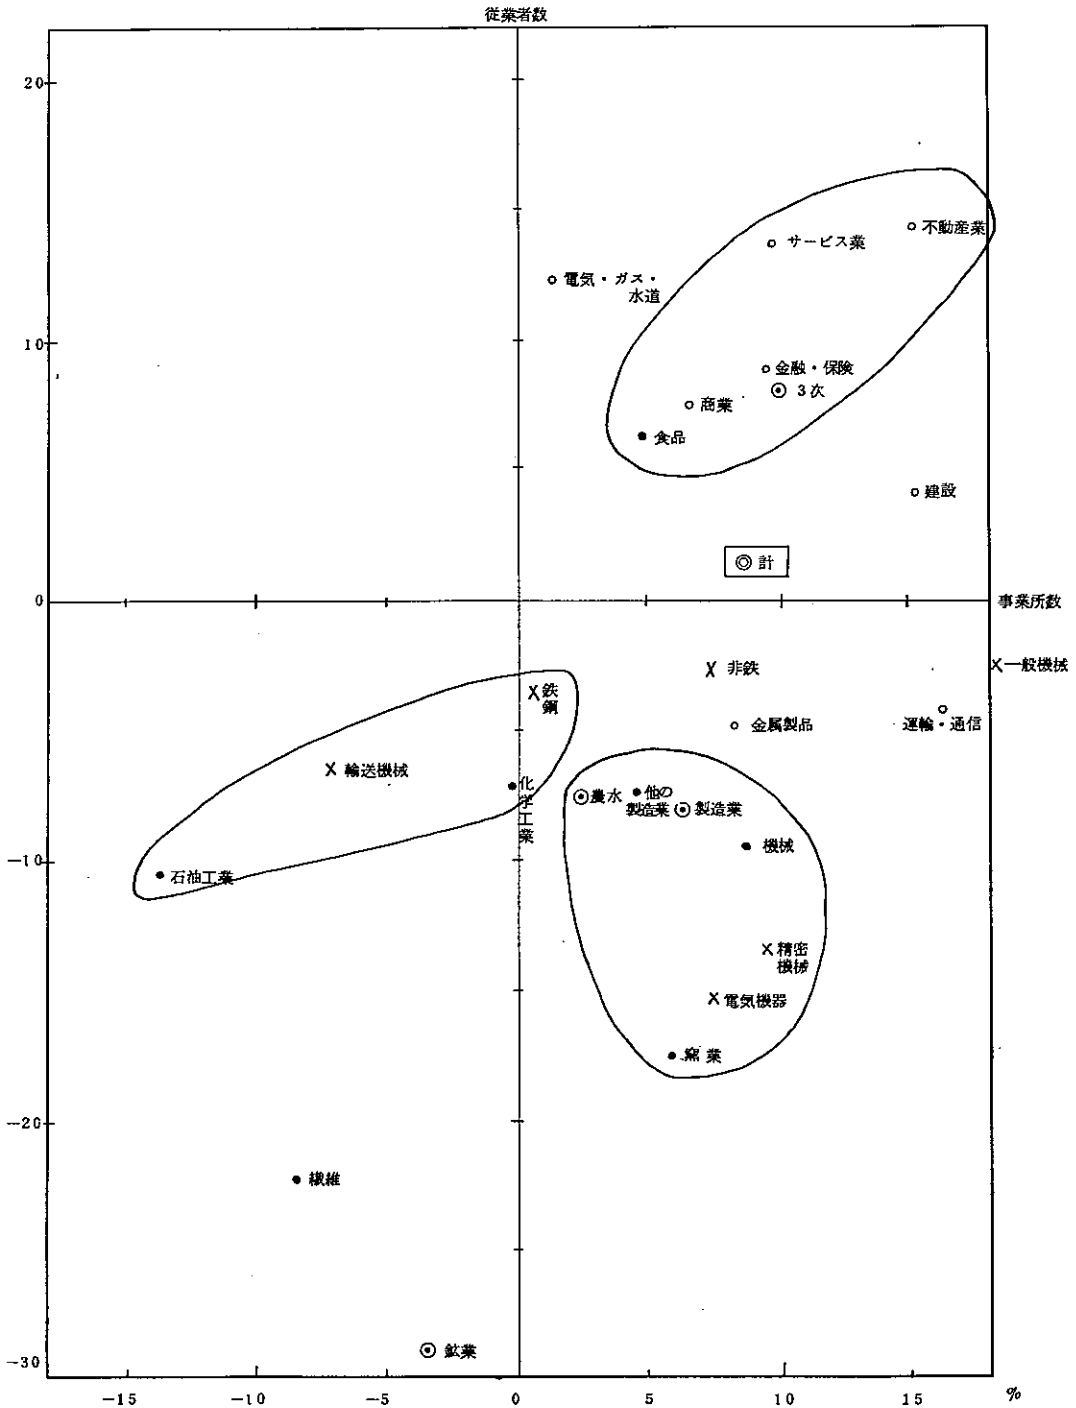 従業者数
20
サービス業
不動産業
電気・ガス・
水道
10
金融・保険
3次
商業
食品
建設
計
0
事業所数
非鉄
一般機械
鉄
鋼
金属製品
運輸・通信
輸送機械
化
学
工
業
農水
他の
製造業
製造業
機械
-10
石油工業
精密
機械
電気機器
窯業
-20
繊維
鉱業
-30
-15
-10
-5
0
5
10
15
%